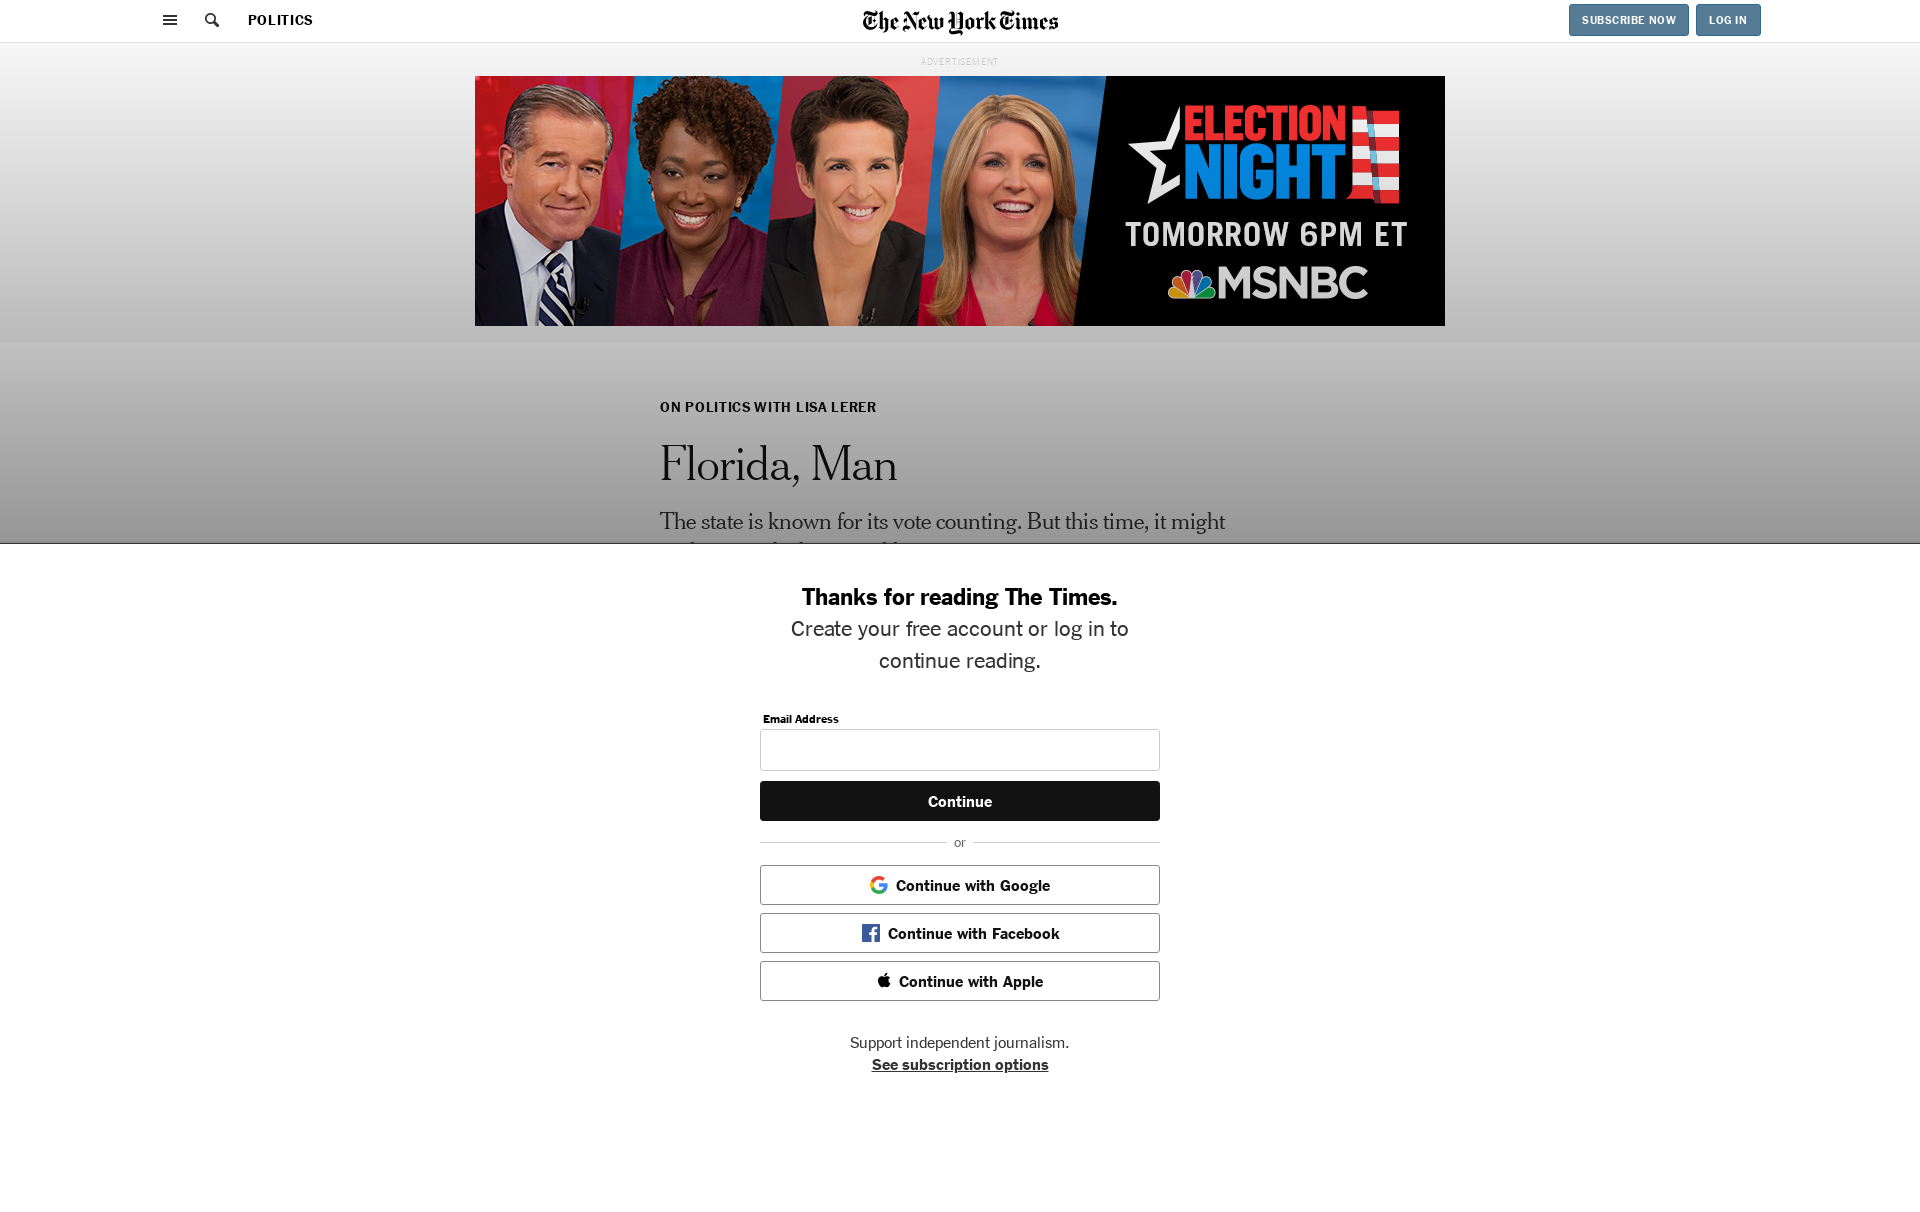 POLITICS
The New York Times
SUBSCRIBE NOW
LOG IN
ADVERTISEMENT
ELECTION
NIGHT
TOMORROW 6PM ET
MSNBC
ON POLITICS WITH LISA LERER
Florida, Man
The state is known for its vote counting. But this time, it might
Thanks for reading The Times.
Create your free account or log in to
continue reading.
Email Address
Continue
or
Continue with Google
Continue with Facebook
Continue with Apple
Support independent journalism.
See subscription options